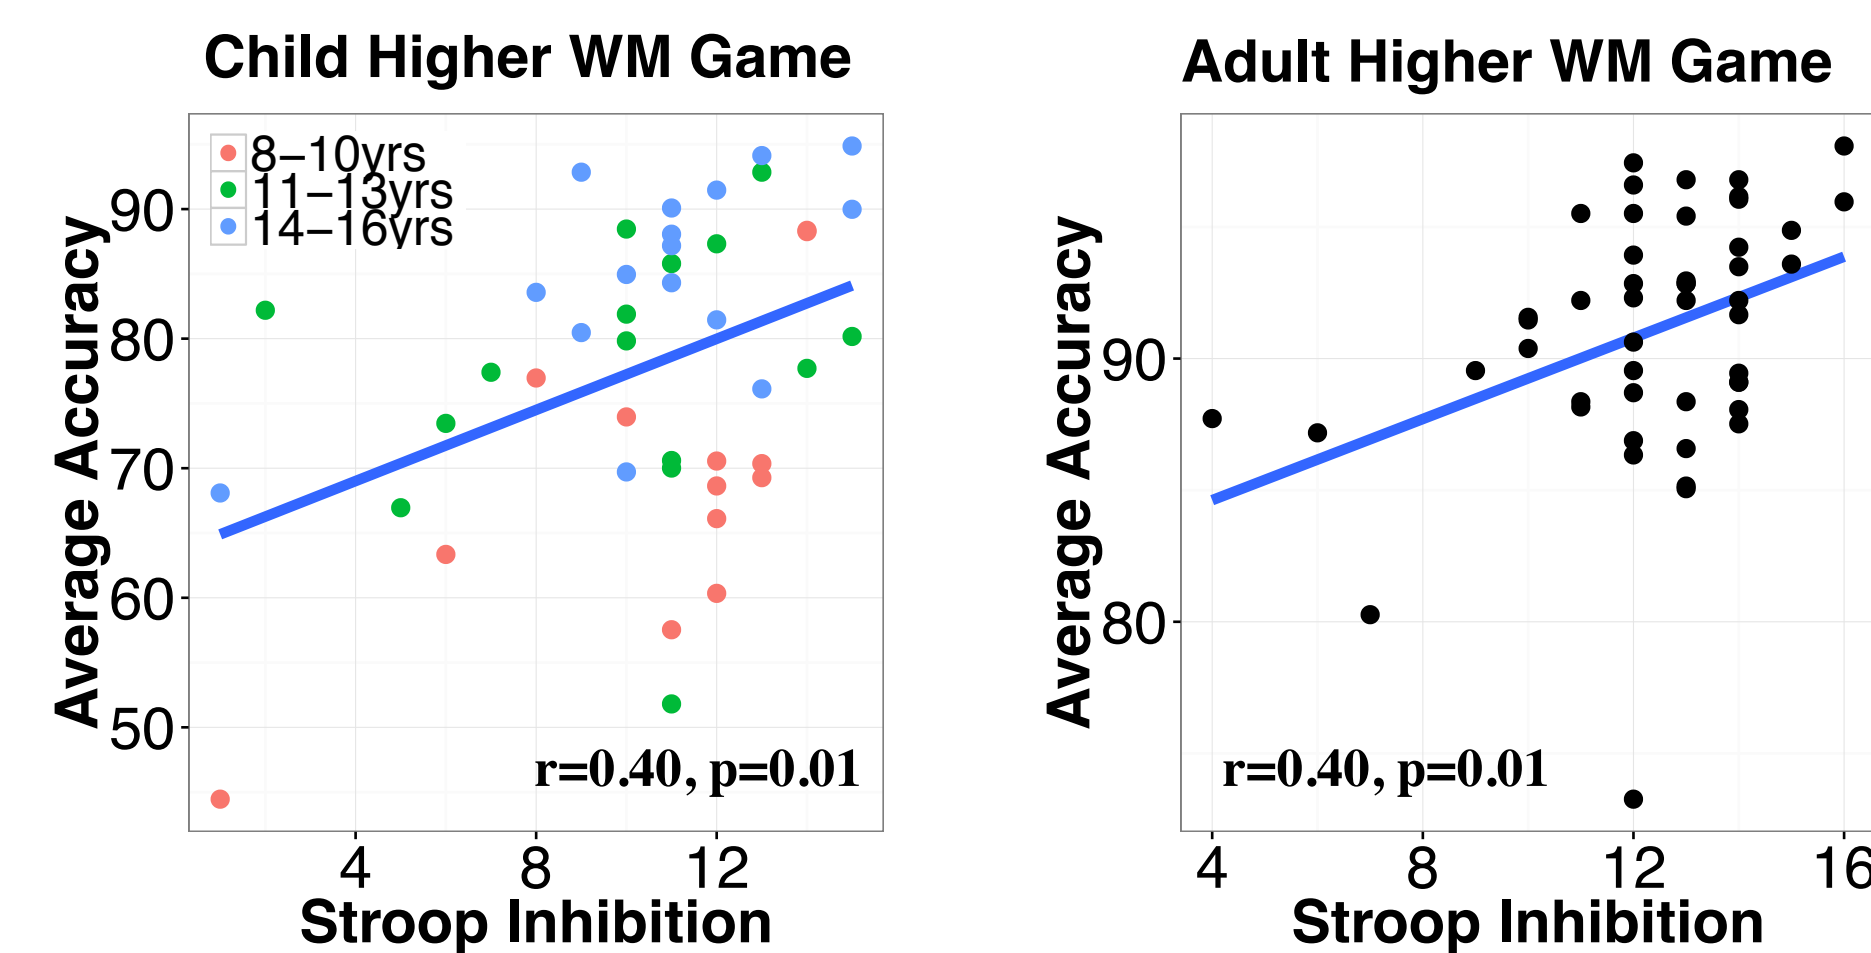 Child Higher WM Game
8–10yrs
11–13yrs
14–16yrs
Average Accuracy
90
80
70
60
50
r=0.40, p=0.01
4 8 12
Stroop Inhibition
Adult Higher WM Game
Average Accuracy
90
80
r=0.40, p=0.01
4 8 12 16
Stroop Inhibition